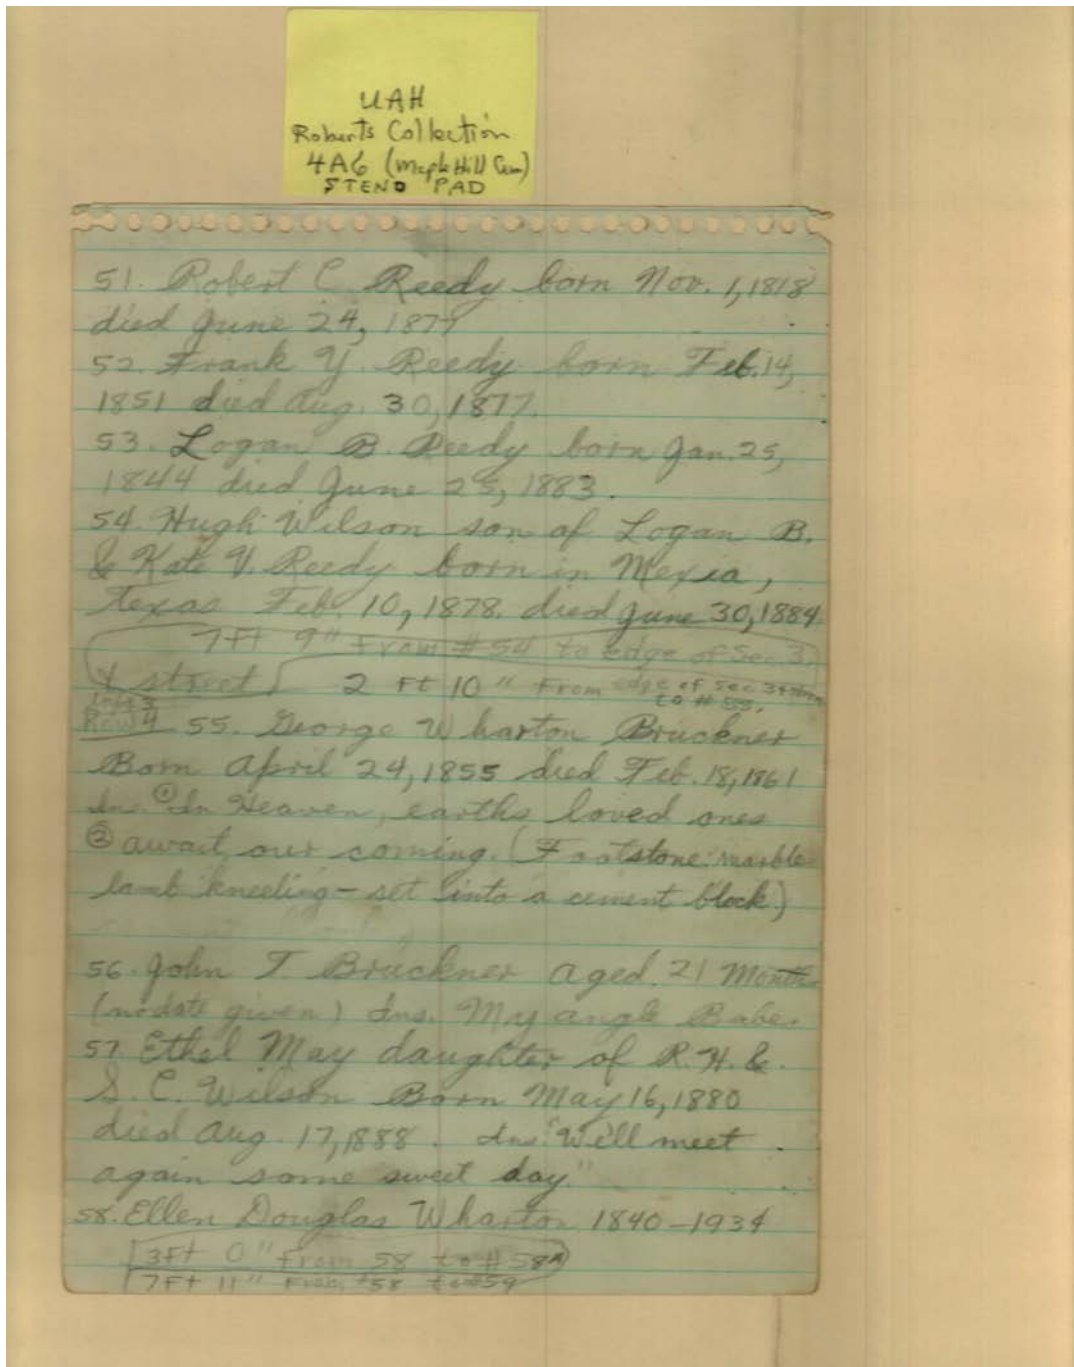 UAH
Roberts Collection
4A6 (Maple Hill Cem)
STENO PAD
51. Robert C. Reedy born Nov. 1, 1818
died June 24, 1879
52. Frank Y. Reedy born Feb. 14,
1851 died Aug. 30, 1877.
53. Logan B. Reedy born Jan. 25,
1844 died June 25, 1883.
54. Hugh Wilson son of Logan B.
& Kate V. Reedy born in Mexia,
Texas Feb. 10, 1878. died June 30, 1884
7 Ft 9" From # 54 to edge of Sec 3
& street 2 Ft 10" From edge of Sec 3
to # 55.
Row 4 55. George Wharton Bruckner
Born April 24, 1855 died Feb. 18, 1861
Ins. ① In Heaven, earths loved ones
② await our coming. (Footstone: marble
lamb kneeling - set into a cement block.)
56. John T Bruckner aged 21 Months
(no date given) Ins. My angle Babe.
57. Ethel May daughter of R. H. &
S. C. Wilson Born May 16, 1880
died Aug. 17, 1888. Ins. "We'll meet
again some sweet day."
58. Ellen Douglas Wharton 1840-1934
3 Ft 0" From 58 to # 58A
7 Ft 11" From #58 to #59